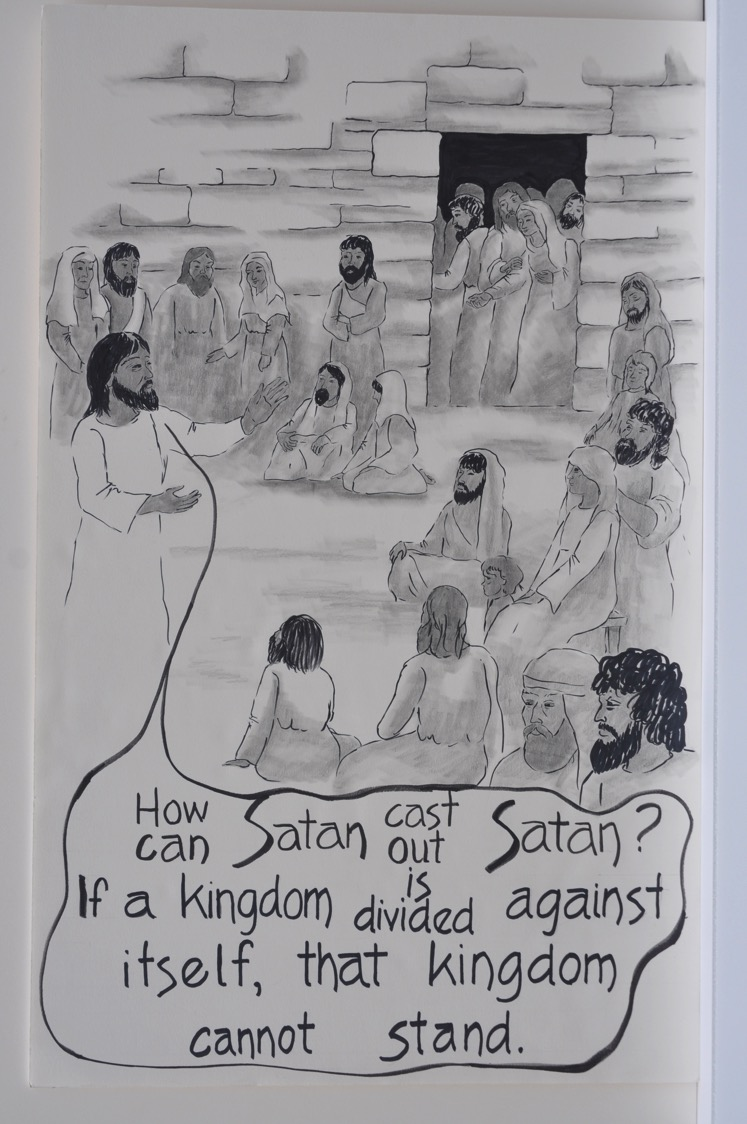 How can Satan cast out Satan?
If a kingdom is divided against
itself, that kingdom
cannot stand.